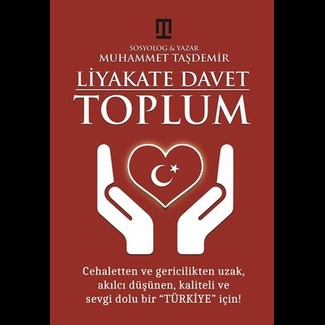 SOSYOLOG & YAZAR
MUHAMMET TAŞDEMİR
LİYAKATE DAVET
TOPLUM
Cehaletten ve gericilikten uzak,
akılcı düşünen, kaliteli ve
sevgi dolu bir "TÜRKİYE" için!